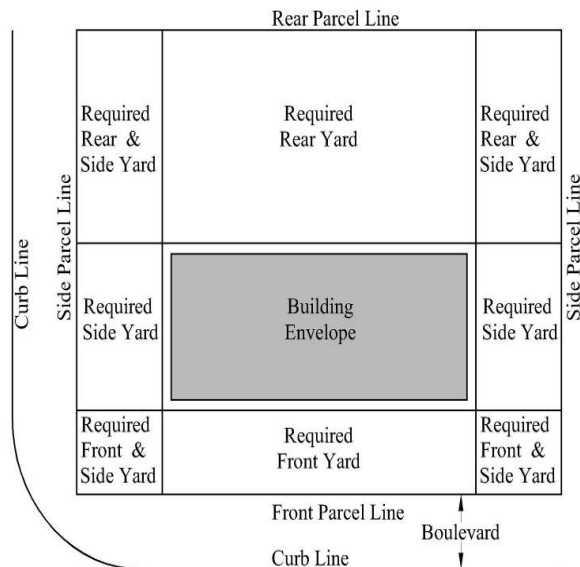 Rear Parcel Line
Required
Rear &
Side Yard
Required
Rear Yard
Required
Rear &
Side Yard
Curb Line
Side Parcel Line
Side Parcel Line
Required
Side Yard
Building
Envelope
Required
Side Yard
Required
Front &
Side Yard
Required
Front Yard
Required
Front &
Side Yard
Front Parcel Line
Boulevard
Curb Line